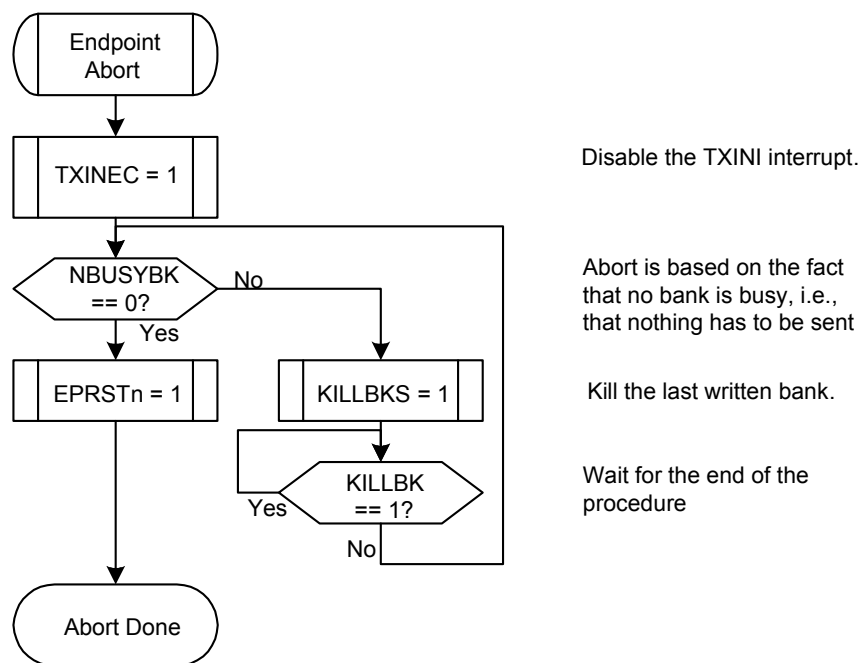 Endpoint
Abort
TXINEC = 1
Disable the TXINI interrupt.
NBUSYBK
== 0?
No
Yes
Abort is based on the fact
that no bank is busy, i.e.,
that nothing has to be sent
EPRSTn = 1
KILLBKS = 1
Kill the last written bank.
KILLBK
== 1?
Yes
No
Wait for the end of the
procedure
Abort Done